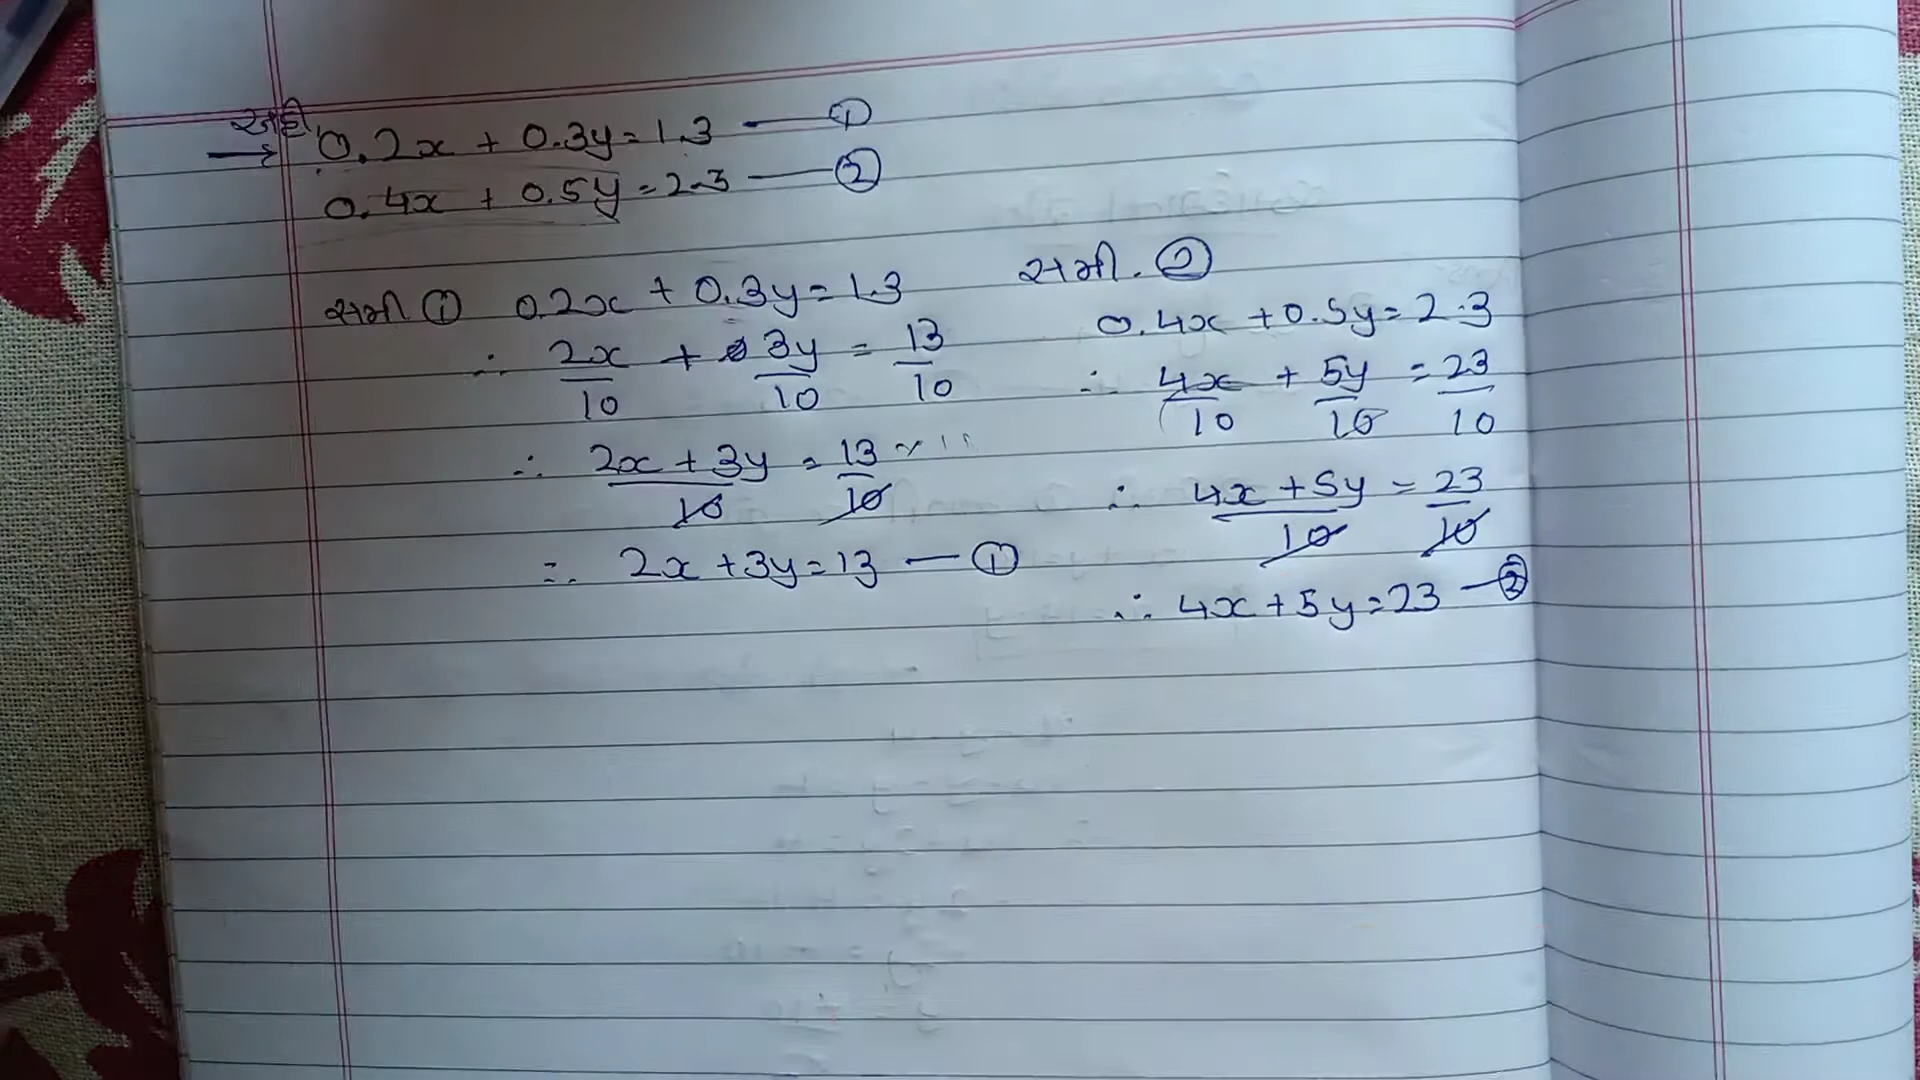 અહીં,
→ 0.2x + 0.3y = 1.3 — ①
0.4x + 0.5y = 2.3 — ②
સમી ① 0.2x + 0.3y = 1.3
∴ 2x/10 + 3y/10 = 13/10
∴ 2x + 3y/10 = 13/10
∴ 2x + 3y = 13 — ①
સમી. ②
0.4x + 0.5y = 2.3
∴ 4x/10 + 5y/10 = 23/10
∴ 4x + 5y/10 = 23/10
∴ 4x + 5y = 23 — ②